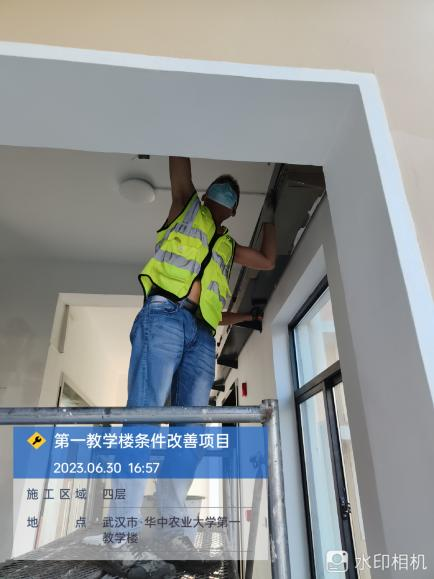 第一教学楼条件改善项目
2023.06.30 16:57
施工区域 四层
地 点 武汉市·华中农业大学第一
教学楼
水印相机